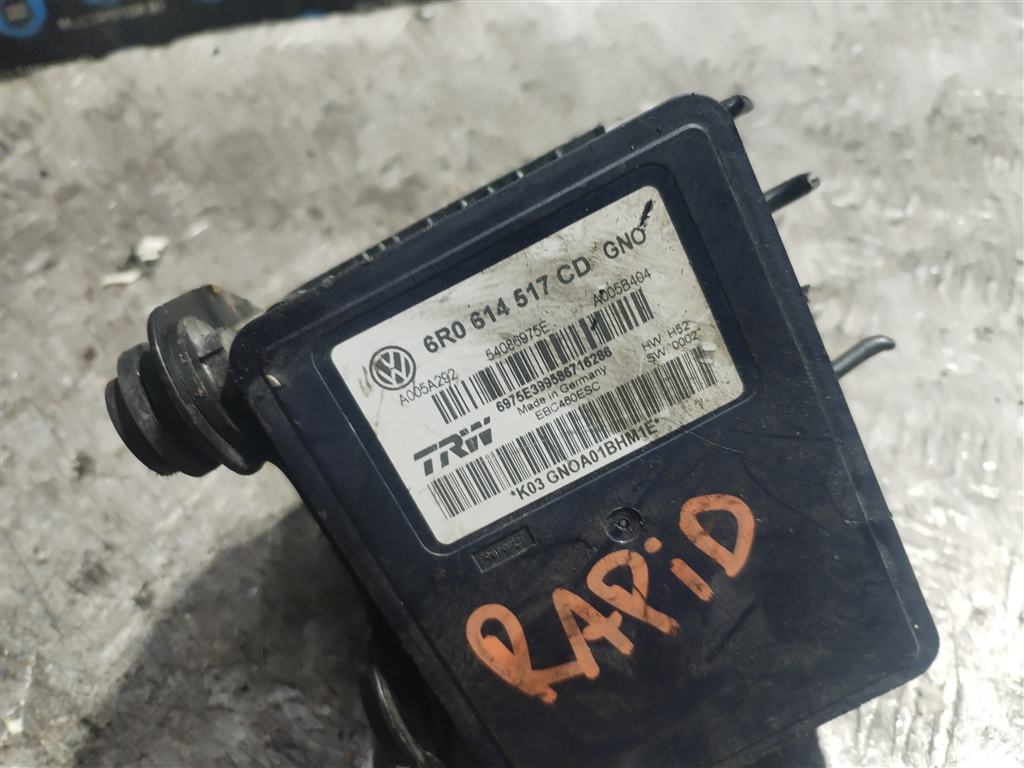 6R0 614 517 CD GNO
A005A292 54086975E A005B404
6975E399586716286
Made in Germany
HW: H52
SW: 0002
TRW
EBC460ESC
*K03 GNOA01BHM1E*
RAPiD